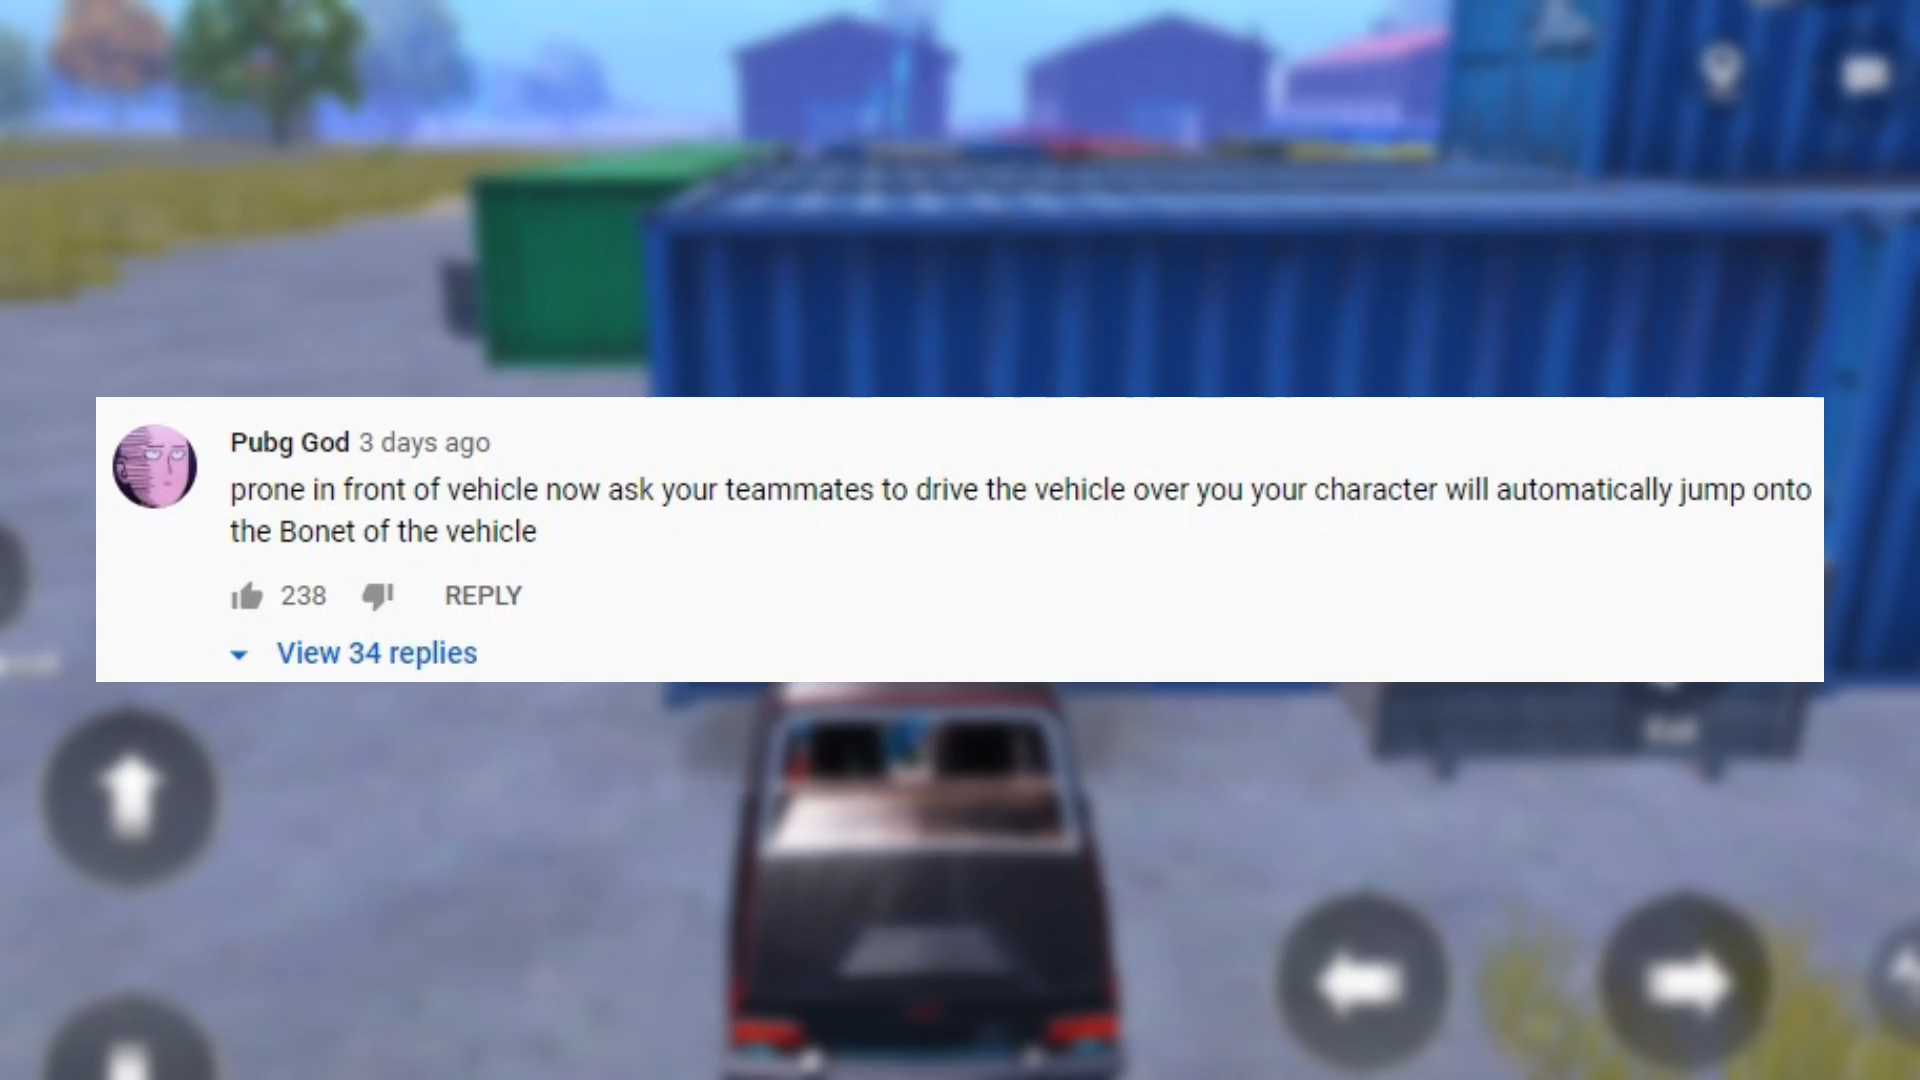 Pubg God 3 days ago
prone in front of vehicle now ask your teammates to drive the vehicle over you your character will automatically jump onto
the Bonet of the vehicle
238 REPLY
View 34 replies